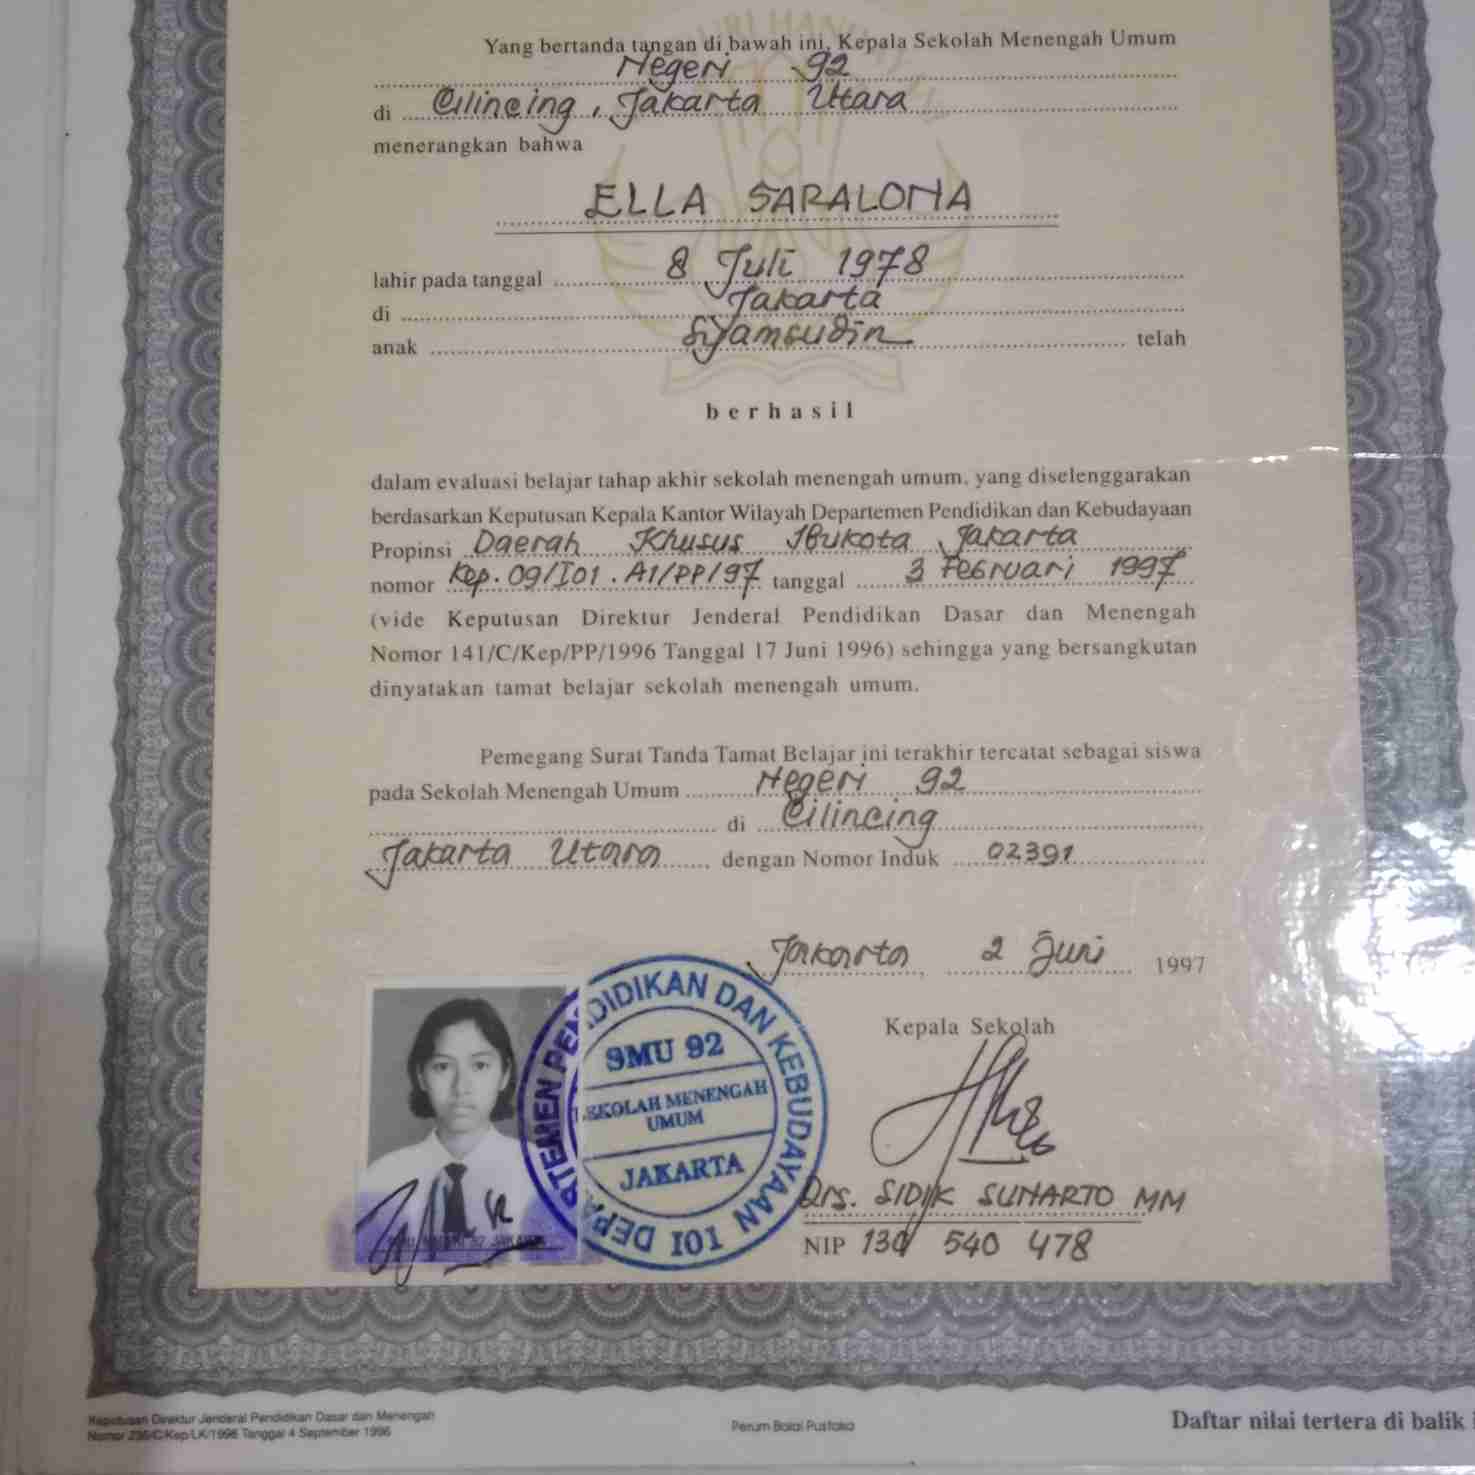 Yang bertanda tangan di bawah ini, Kepala Sekolah Menengah Umum
Negeri 92
di Cilincing, Jakarta Utara
menerangkan bahwa
ELLA SARALONA
lahir pada tanggal 8 Juli 1978
di Jakarta
anak Syamsudin telah
berhasil
dalam evaluasi belajar tahap akhir sekolah menengah umum, yang diselenggarakan
berdasarkan Keputusan Kepala Kantor Wilayah Departemen Pendidikan dan Kebudayaan
Propinsi Daerah Khusus Ibukota Jakarta
nomor Kep. 09/I01. A1/PP/97 tanggal 3 Februari 1997
(vide Keputusan Direktur Jenderal Pendidikan Dasar dan Menengah
Nomor 141/C/Kep/PP/1996 Tanggal 17 Juni 1996) sehingga yang bersangkutan
dinyatakan tamat belajar sekolah menengah umum.
Pemegang Surat Tanda Tamat Belajar ini terakhir tercatat sebagai siswa
pada Sekolah Menengah Umum Negeri 92
di Cilincing
Jakarta Utara dengan Nomor Induk 02391
Jakarta, 2 Juni 1997
Kepala Sekolah
DEPARTEMEN PENDIDIKAN DAN KEBUDAYAAN I01
SMU 92
SEKOLAH MENENGAH
UMUM
JAKARTA
Drs. SIDIK SUNARTO MM
NIP 130 540 478
Keputusan Direktur Jenderal Pendidikan Dasar dan Menengah
Tanggal 4 September 1996
Perum Balai Pustaka
Daftar nilai tertera di balik